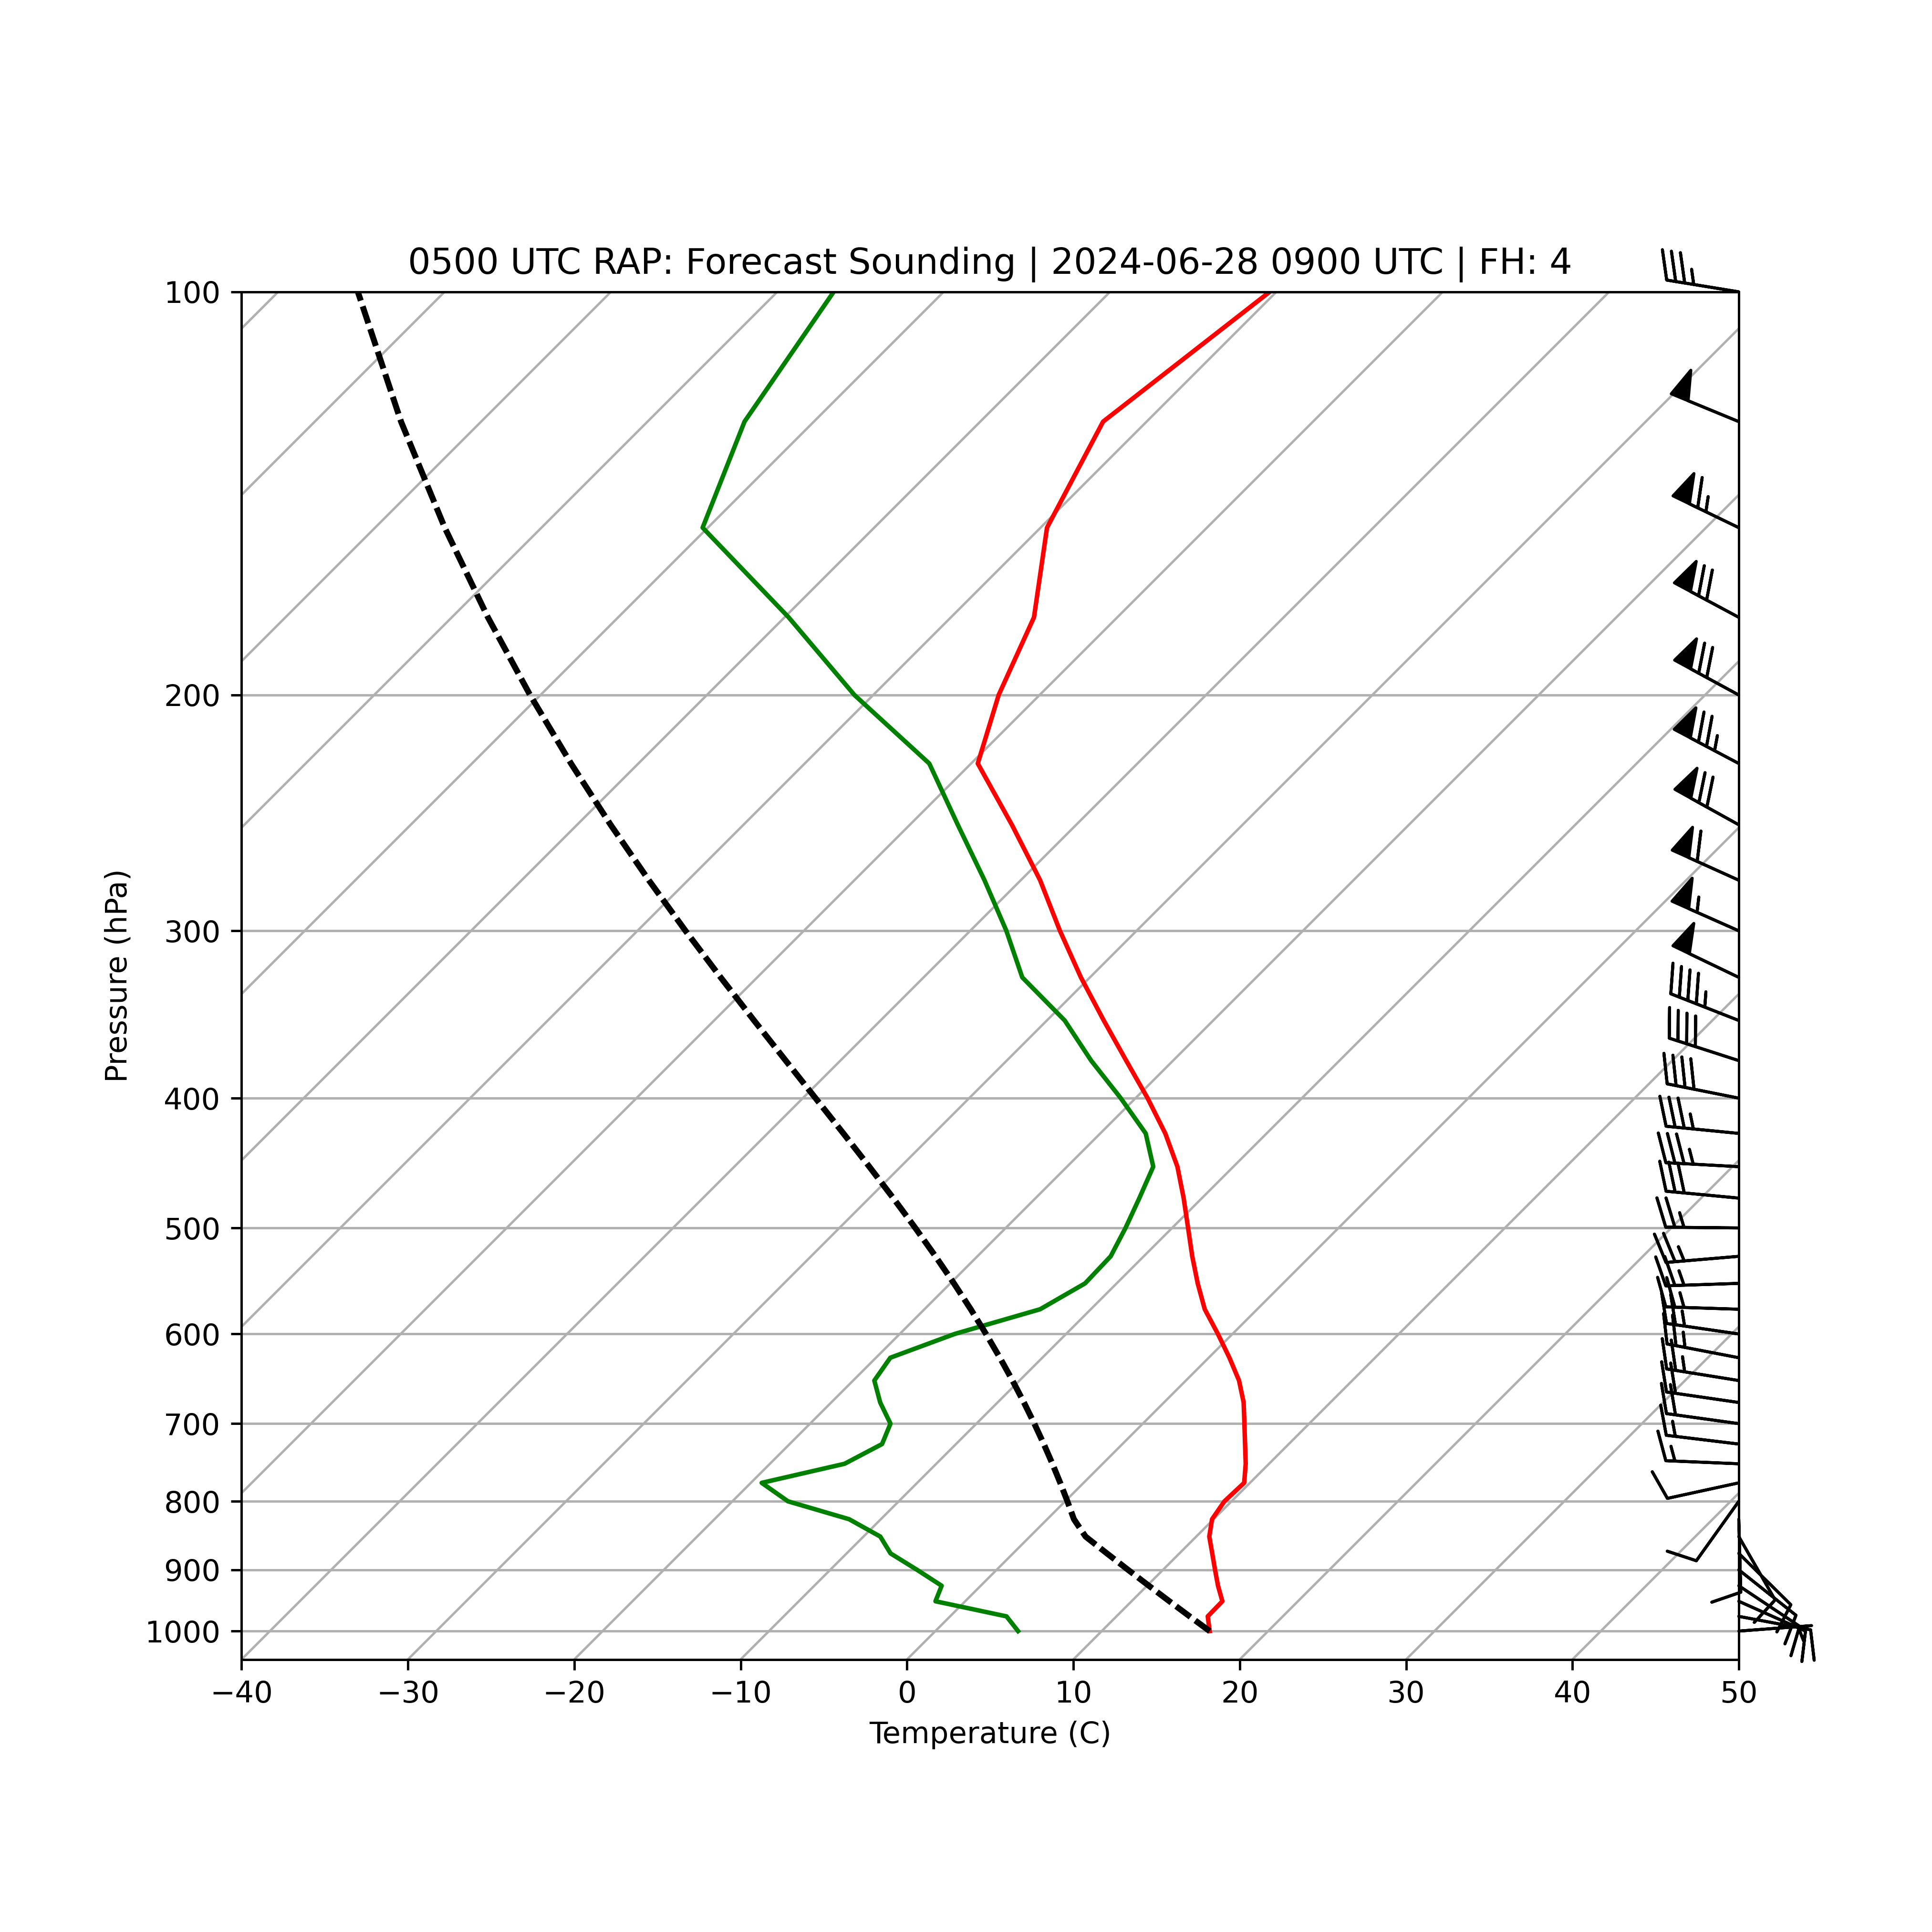 0500 UTC RAP: Forecast Sounding | 2024-06-28 0900 UTC | FH: 4
100
200
300
400
500
600
700
800
900
1000
Pressure (hPa)
−40 −30 −20 −10 0 10 20 30 40 50
Temperature (C)